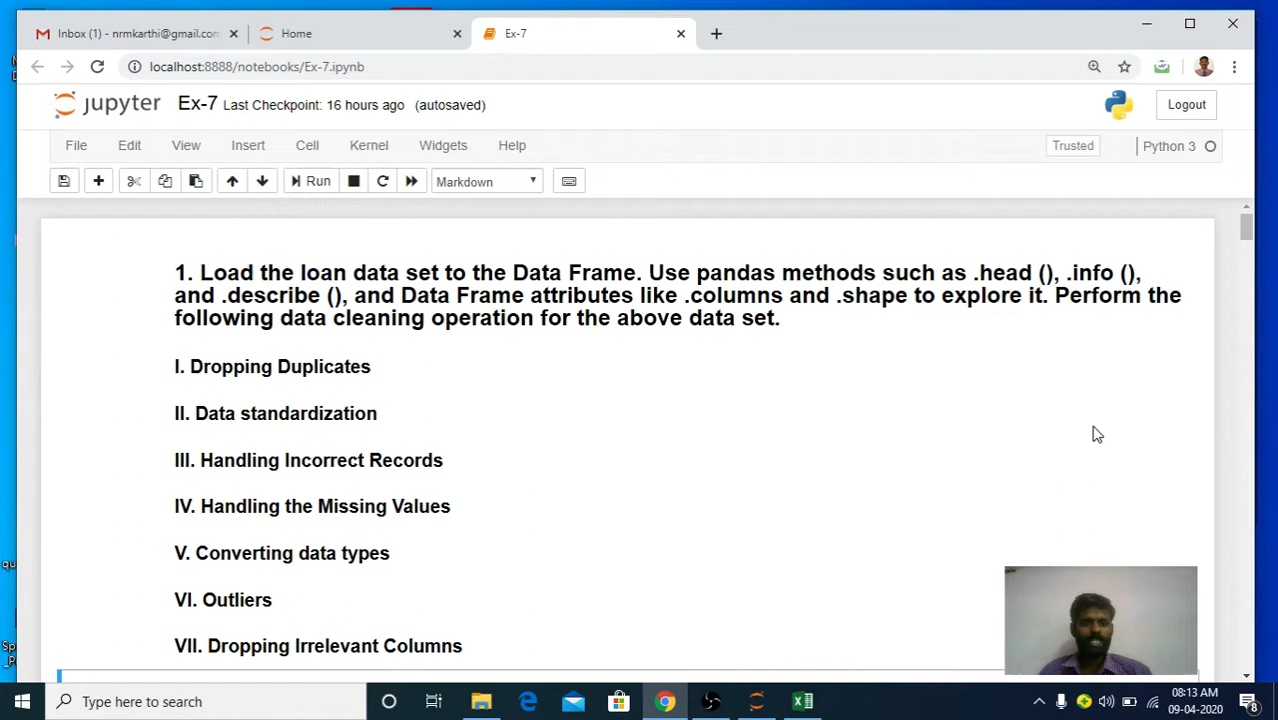 Inbox (1) - nrmkarthi@gmail.com
Home
Ex-7
localhost:8888/notebooks/Ex-7.ipynb
jupyter Ex-7 Last Checkpoint: 16 hours ago (autosaved)
Logout
File Edit View Insert Cell Kernel Widgets Help
Trusted
Python 3
Run
Markdown
1. Load the loan data set to the Data Frame. Use pandas methods such as .head (), .info (),
and .describe (), and Data Frame attributes like .columns and .shape to explore it. Perform the
following data cleaning operation for the above data set.
I. Dropping Duplicates
II. Data standardization
III. Handling Incorrect Records
IV. Handling the Missing Values
V. Converting data types
VI. Outliers
VII. Dropping Irrelevant Columns
Type here to search
08:13 AM
09-04-2020
8